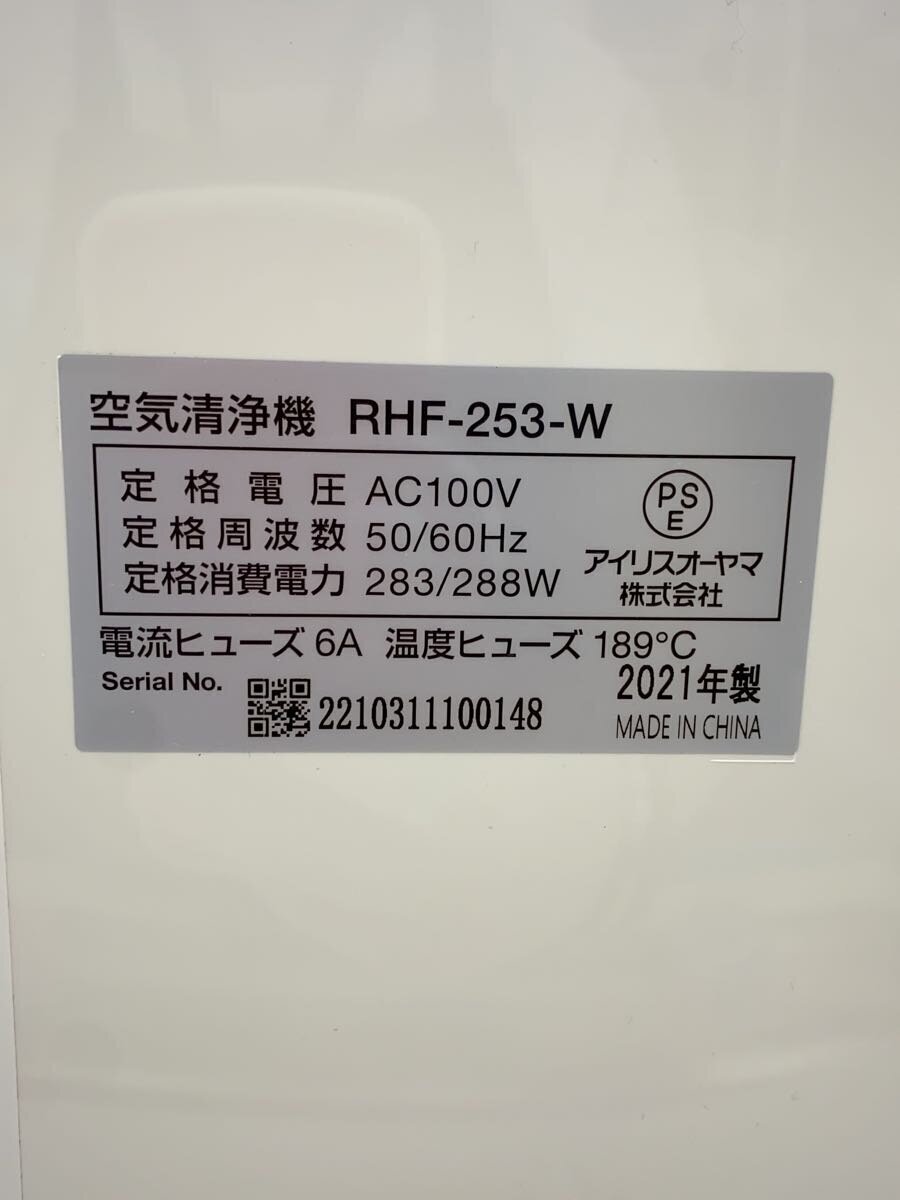 空気清浄機 RHF-253-W
定格電圧 AC100V
定格周波数 50/60Hz
定格消費電力 283/288W
PS
E
アイリスオーヤマ
株式会社
電流ヒューズ 6A 温度ヒューズ 189°C
Serial No. 2210311100148
2021年製
MADE IN CHINA